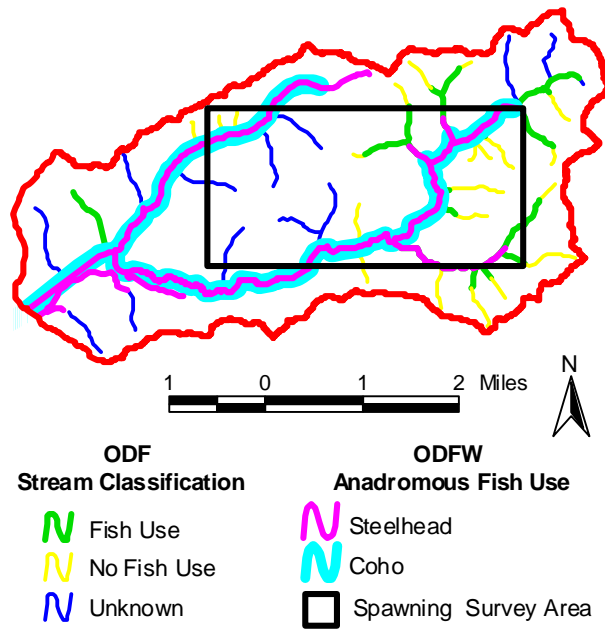 N
1 0 1 2 Miles
ODF
Stream Classification
Fish Use
No Fish Use
Unknown
ODFW
Anadromous Fish Use
Steelhead
Coho
Spawning Survey Area